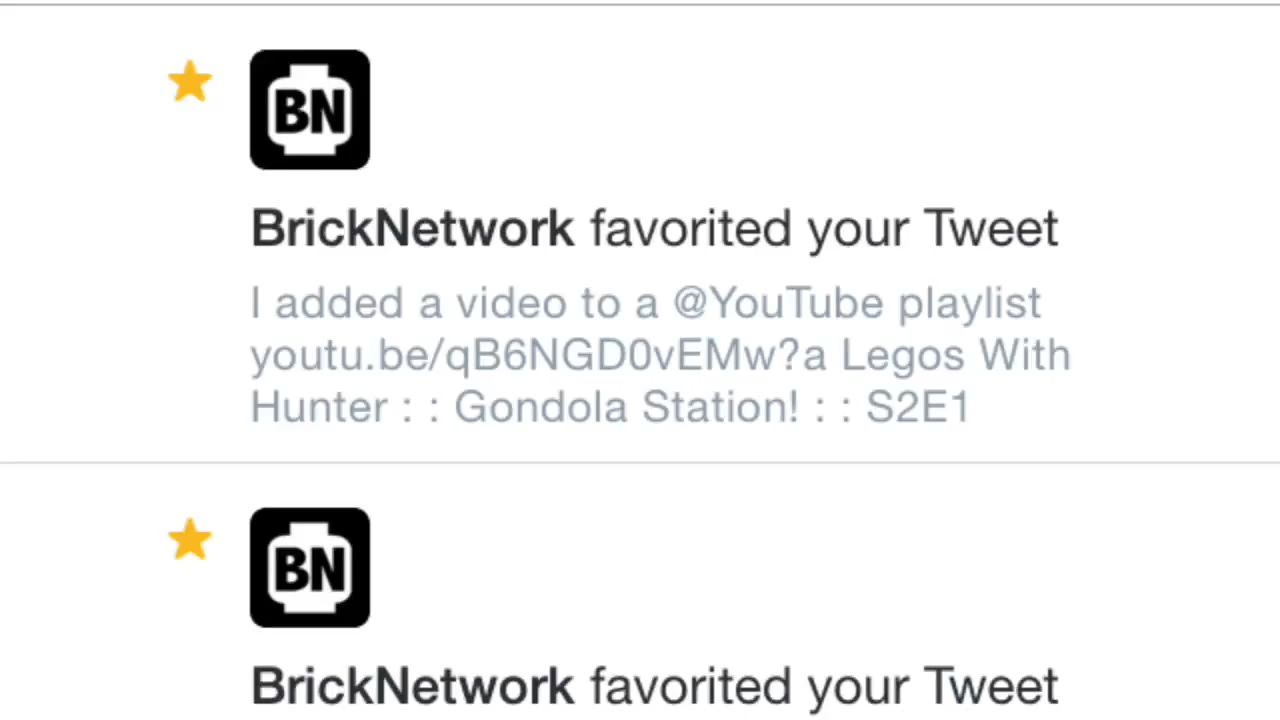 BN
BrickNetwork favorited your Tweet
I added a video to a @YouTube playlist
youtu.be/qB6NGD0vEMw?a Legos With
Hunter : : Gondola Station! : : S2E1
BN
BrickNetwork favorited your Tweet